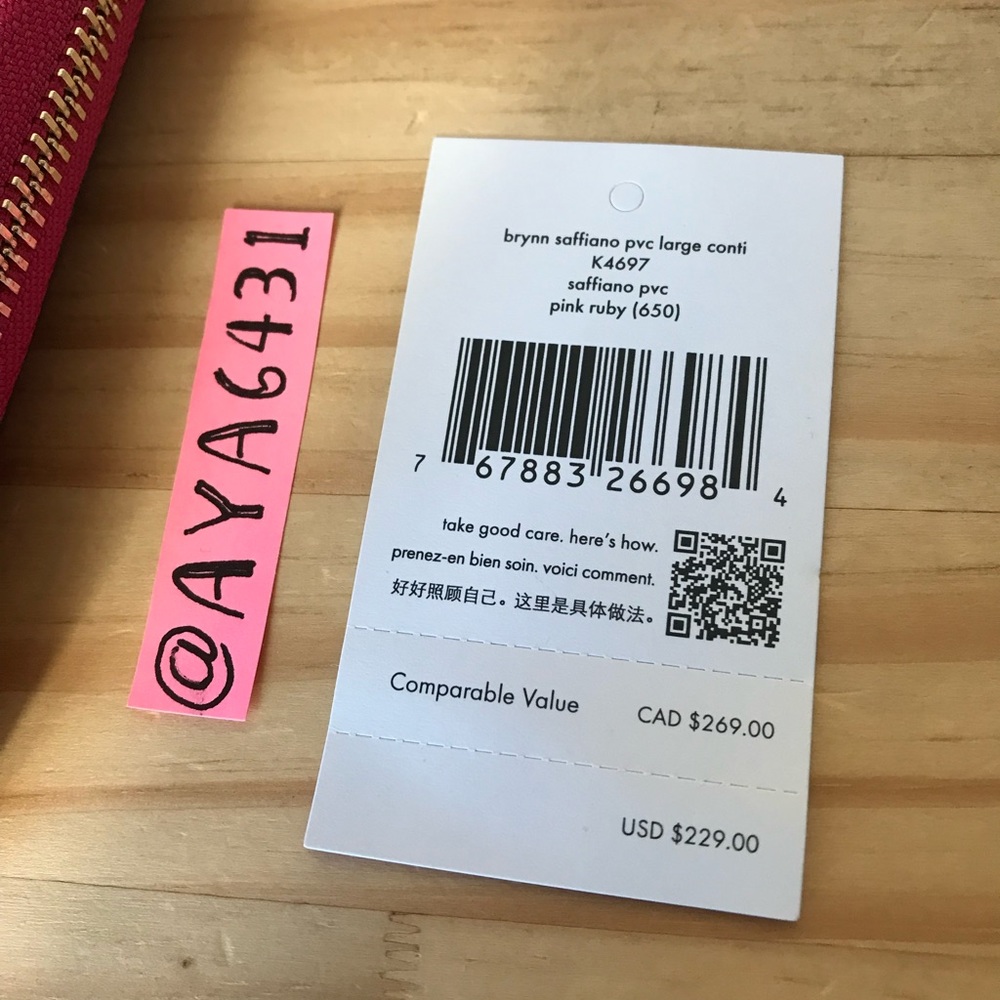 @AYA6431
brynn saffiano pvc large conti
K4697
saffiano pvc
pink ruby (650)
7 67883 26698 4
take good care. here's how.
prenez-en bien soin. voici comment.
好好照顾自己。这里是具体做法。
Comparable Value CAD $269.00
USD $229.00